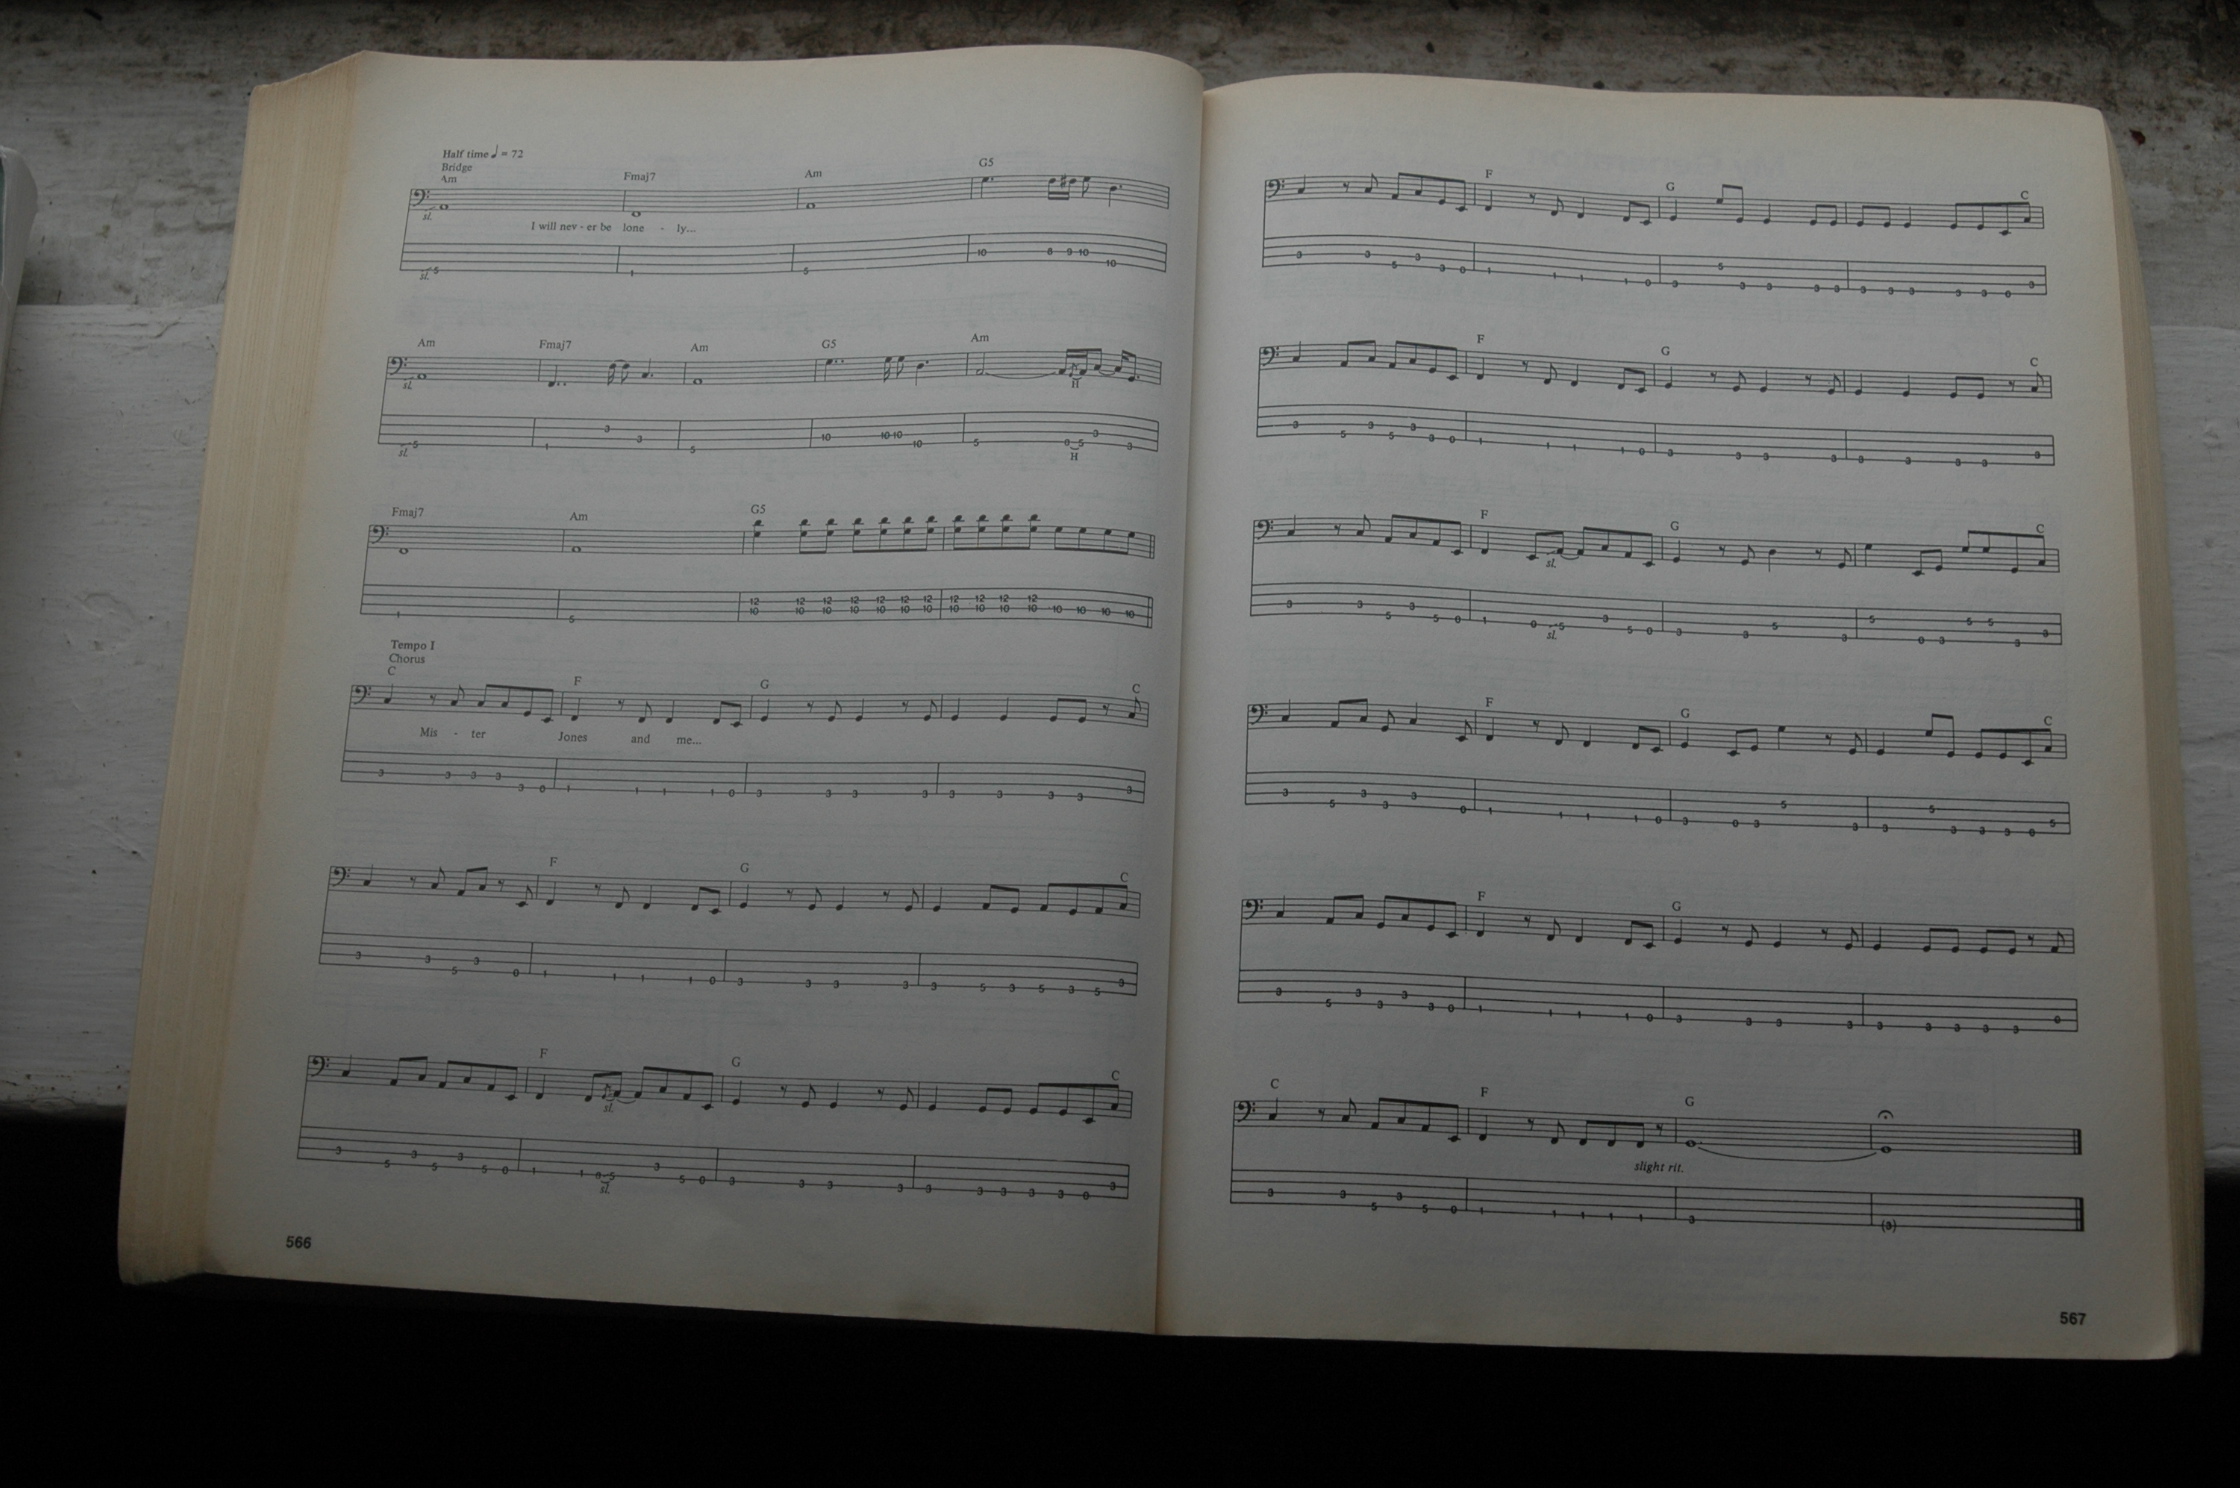 Half time ♩ = 72
Bridge
Am Fmaj7 Am G5
sl.
I will nev - er be lone - ly...
sl. 5 1 5 10 8 9 10 10
Am Fmaj7 Am G5 Am
sl. H
sl. 5 1 3 3 5 10 10 10 10 5 0 5 3 3
H
Fmaj7 Am G5
12 12 12 12 12 12 12 12 12 12 12
1 5 10 10 10 10 10 10 10 10 10 10 10 10 10 10 10
Tempo I
Chorus
C F G C
Mis - ter Jones and me...
3 3 3 3 3 0 1 1 1 1 0 3 3 3 3 3 3 3 3 3
F G C
3 3 5 3 0 1 1 1 1 0 3 3 3 3 3 5 3 5 3 5 3
F G C
sl.
3 5 3 5 3 5 0 1 1 0 5 3 5 0 3 3 3 3 3 3 3 3 3 0 3
sl.
566
F G C
3 3 5 3 3 0 1 1 1 1 0 3 5 3 3 3 3 3 3 3 3 3 0 3
F G C
3 5 3 5 3 3 0 1 1 1 1 0 3 3 3 3 3 3 3 3 3
F G C
sl.
3 3 5 3 5 0 1 0 5 3 5 0 3 3 5 3 5 0 3 5 5 3 3
sl.
F G C
3 5 3 3 3 0 1 1 1 1 0 3 0 3 5 3 3 5 3 3 3 0 5
F G
3 5 3 3 3 3 0 1 1 1 1 0 3 3 3 3 3 3 3 3 3 0
C F G
slight rit.
3 3 5 3 5 0 1 1 1 1 1 3 (3)
567